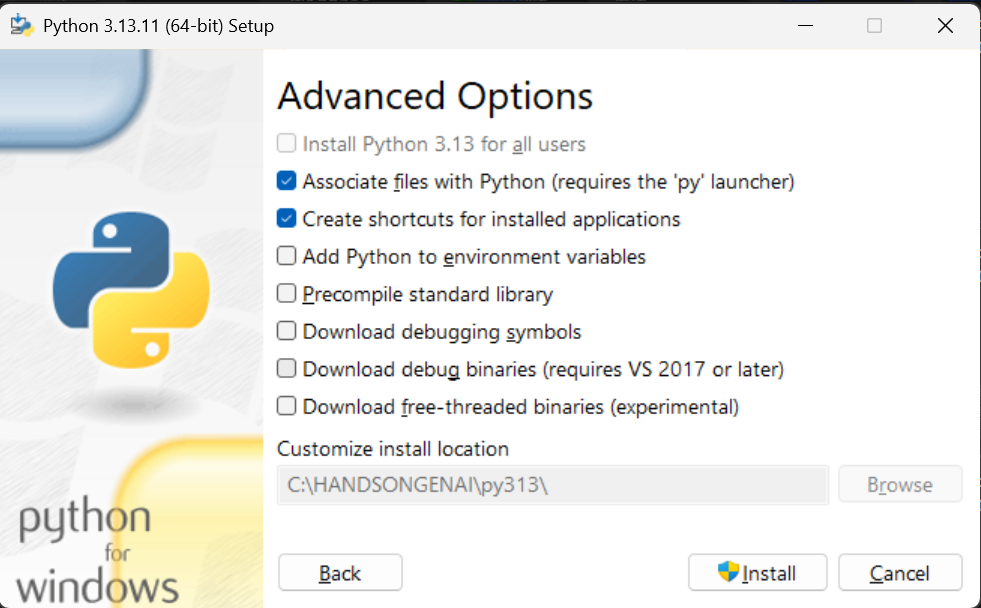 Python 3.13.11 (64-bit) Setup
Advanced Options
Install Python 3.13 for all users
Associate files with Python (requires the 'py' launcher)
Create shortcuts for installed applications
Add Python to environment variables
Precompile standard library
Download debugging symbols
Download debug binaries (requires VS 2017 or later)
Download free-threaded binaries (experimental)
Customize install location
C:\HANDSONGENAI\py313\
Browse
python
for
windows
Back
Install
Cancel